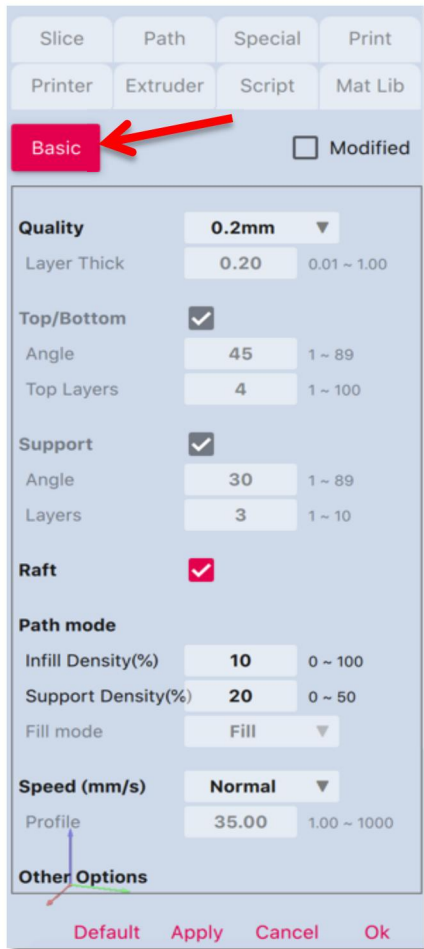 Slice Path Special Print
Printer Extruder Script Mat Lib
Basic Modified
Quality 0.2mm
Layer Thick 0.20 0.01 ~ 1.00
Top/Bottom
Angle 45 1 ~ 89
Top Layers 4 1 ~ 100
Support
Angle 30 1 ~ 89
Layers 3 1 ~ 10
Raft
Path mode
Infill Density(%) 10 0 ~ 100
Support Density(%) 20 0 ~ 50
Fill mode Fill
Speed (mm/s) Normal
Profile 35.00 1.00 ~ 1000
Other Options
Default Apply Cancel Ok